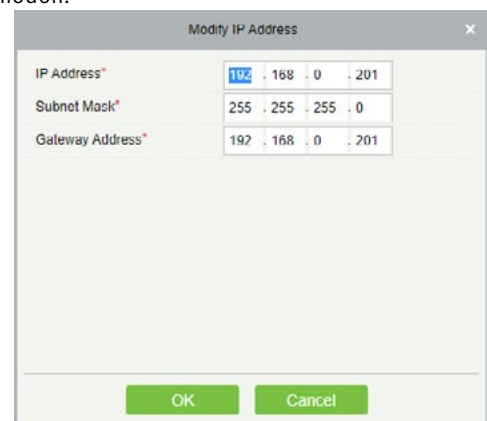 Modify IP Address ×
IP Address* 192 . 168 . 0 . 201
Subnet Mask* 255 . 255 . 255 . 0
Gateway Address* 192 . 168 . 0 . 201
OK Cancel